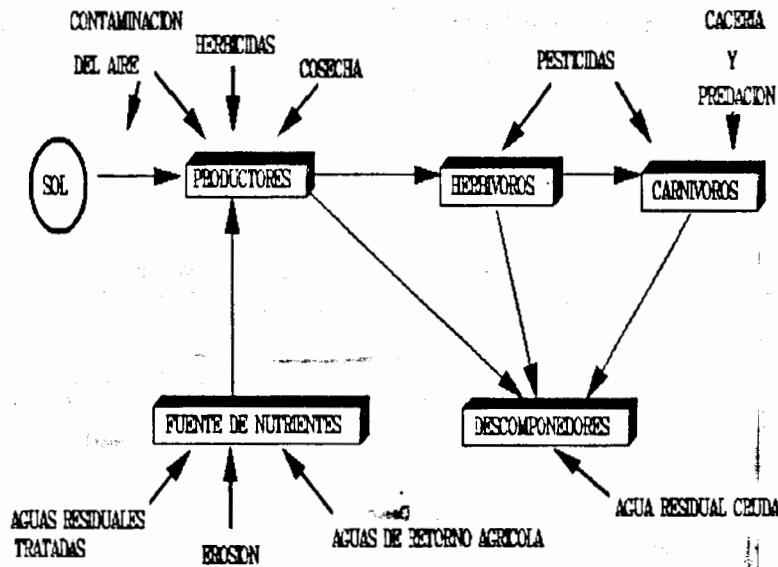 CONTAMINACION
DEL AIRE
HERBICIDAS
COSECHA
PESTICIDAS
CACERIA
Y
PREDACION
SOL
PRODUCTORES
HERBIVOROS
CARNIVOROS
FUENTE DE NUTRIENTES
DESCOMPONEDORES
AGUAS RESIDUALES
TRATADAS
EROSION
AGUAS DE RETORNO AGRICOLA
AGUA RESIDUAL CRUDA